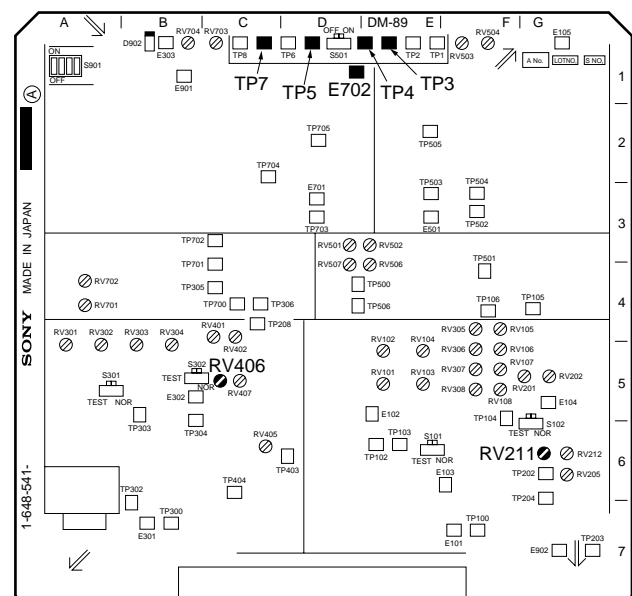 A B C D DM-89 E F G
RV704 RV703 OFF ON RV504 E105
D902 E303 TP8 TP6 S501 TP2 TP1 RV503
ON
S901
OFF
A No. LOTNO. S NO.
E901 TP7 TP5 E702 TP4 TP3
1
A
TP705 TP505
2
TP704
E701 TP503 TP504
TP703 E501 TP502
3
TP702 RV501 RV502
TP701 RV507 RV506 TP501
RV702 TP305 TP500
4
RV701 TP700 TP306 TP506 TP106 TP105
TP208
RV301 RV302 RV303 RV304 RV401 RV402
RV102 RV104 RV305 RV105
RV306 RV106
S301 S302 RV406
TEST NOR TEST NOR RV407
RV101 RV103 RV307 RV107 RV202
RV308 RV201
5
E302 RV108 E104
TP303 TP304 E102 TP104 S102
TEST NOR
RV405 TP403 TP102 TP103 S101
TEST NOR
RV211 RV212
6
TP404 E103 TP202 RV205
TP302 TP204
E301 TP300 E101 TP100
E902 TP203
7
SONY MADE IN JAPAN
1-648-541-